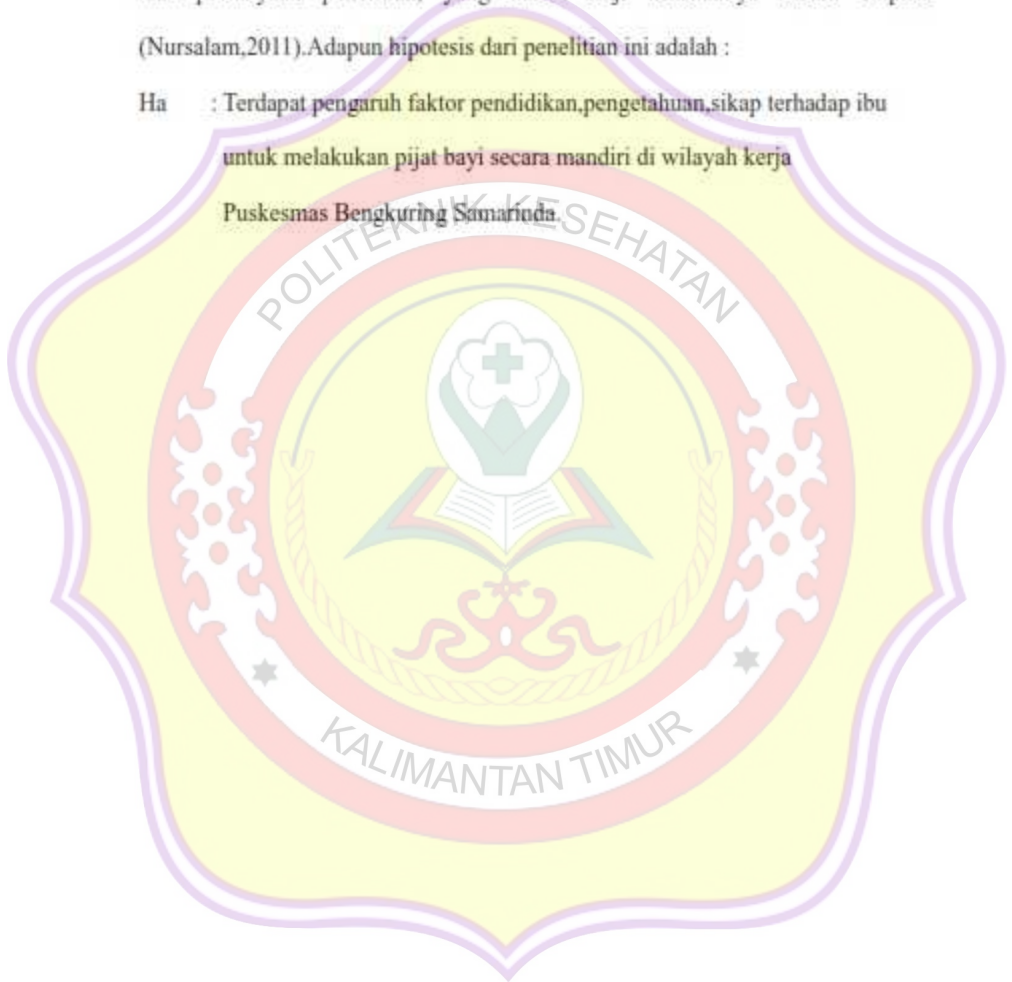 (Nursalam,2011).Adapun hipotesis dari penelitian ini adalah :
Ha : Terdapat pengaruh faktor pendidikan,pengetahuan,sikap terhadap ibu
untuk melakukan pijat bayi secara mandiri di wilayah kerja
Puskesmas Bengkuring Samarinda.
POLITEKNIK KESEHATAN
KALIMANTAN TIMUR